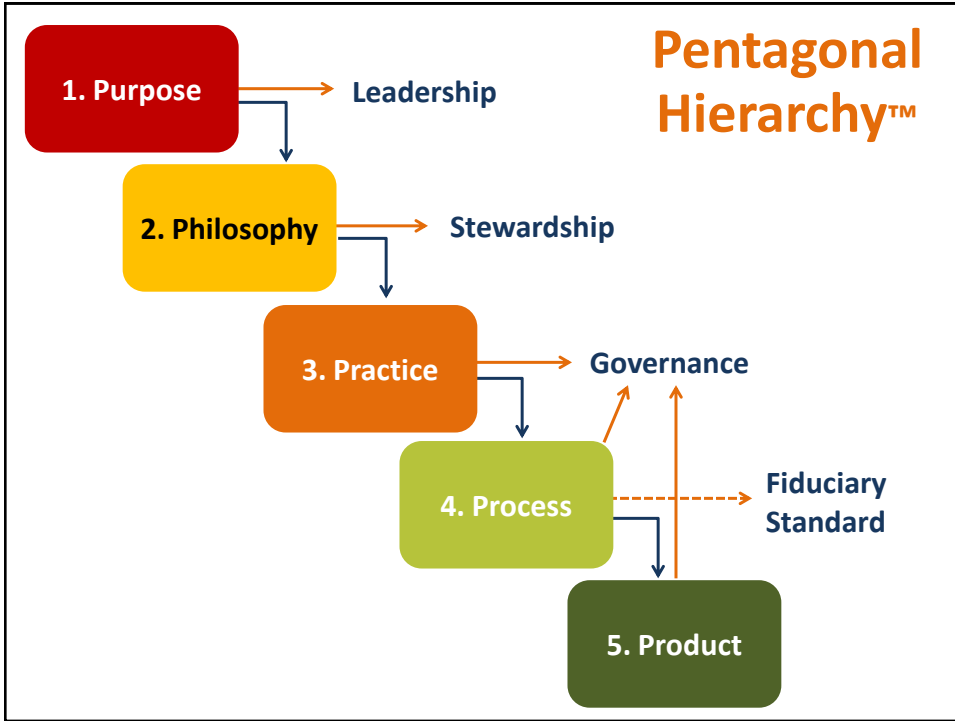 Pentagonal
Hierarchy™
1. Purpose
Leadership
2. Philosophy
Stewardship
3. Practice
Governance
4. Process
Fiduciary
Standard
5. Product